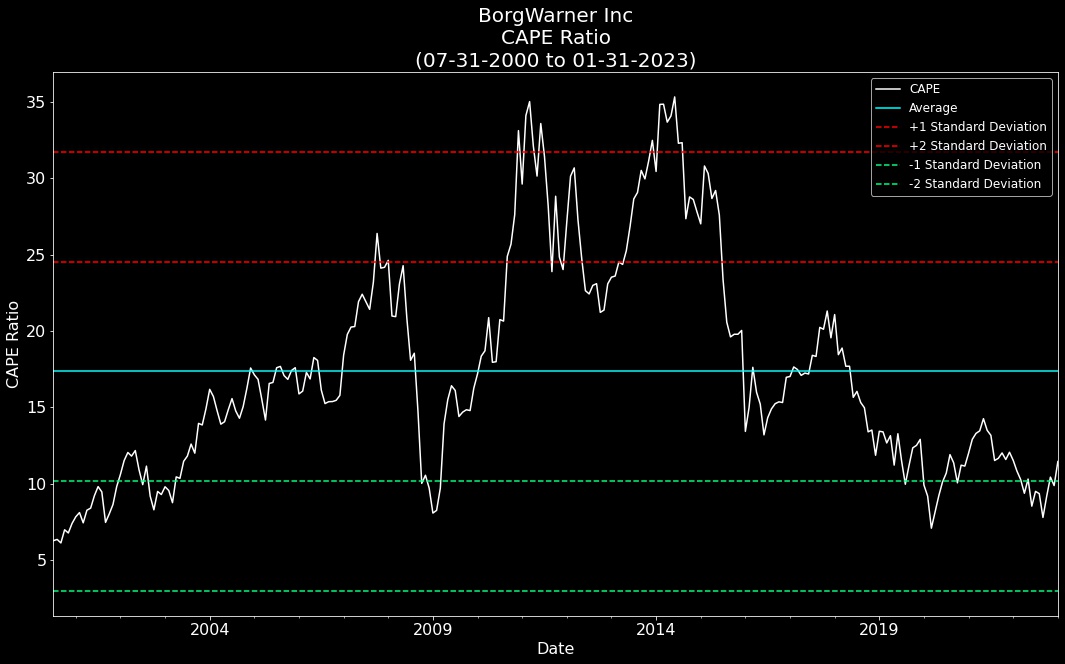 BorgWarner Inc
CAPE Ratio
(07-31-2000 to 01-31-2023)
CAPE
Average
+1 Standard Deviation
+2 Standard Deviation
-1 Standard Deviation
-2 Standard Deviation
35
30
25
20
15
10
5
CAPE Ratio
2004
2009
2014
2019
Date